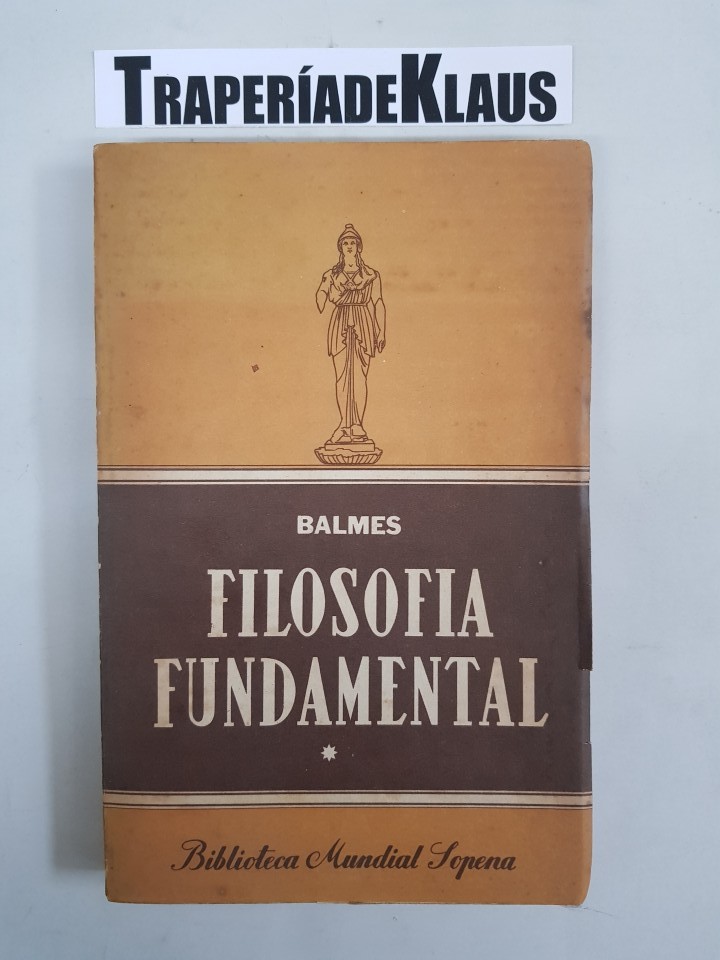 TRAPERÍADEKLAUS
BALMES
FILOSOFIA
FUNDAMENTAL
Biblioteca Mundial Sopena